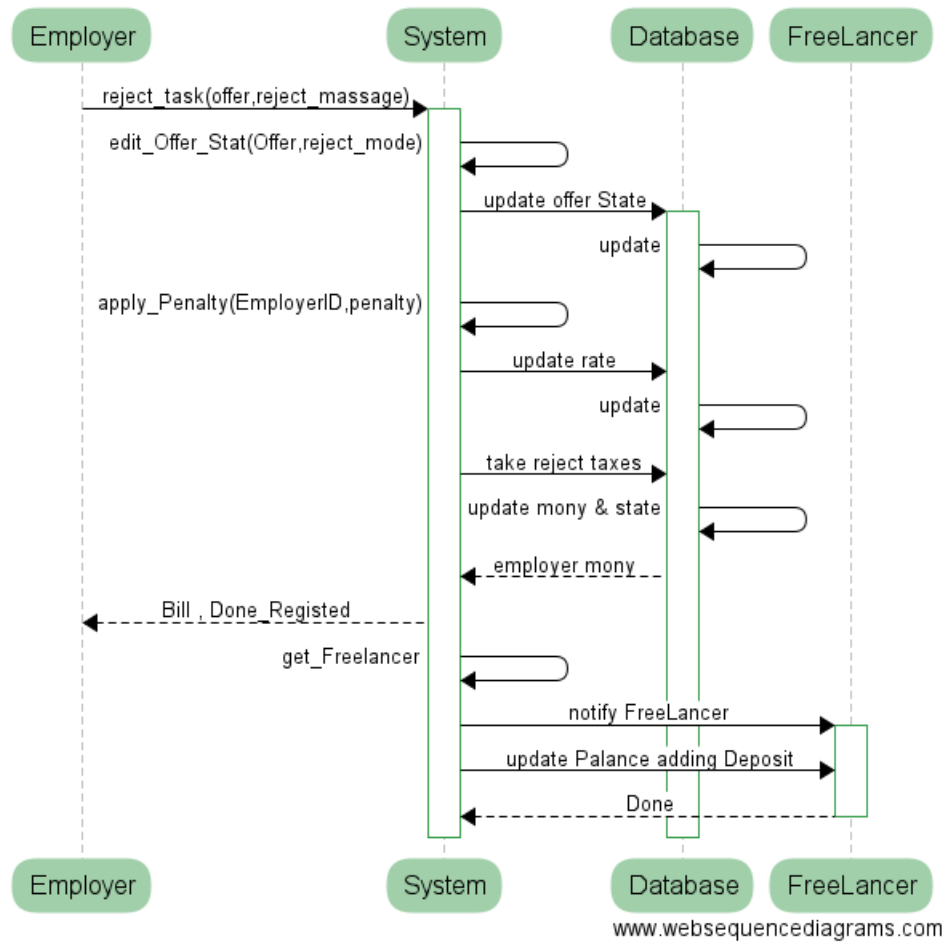 Employer System Database FreeLancer
reject_task(offer,reject_massage)
edit_Offer_Stat(Offer,reject_mode)
update offer State
update
apply_Penalty(EmployerID,penalty)
update rate
update
take reject taxes
update mony & state
employer mony
Bill , Done_Registed
get_Freelancer
notify FreeLancer
update Palance adding Deposit
Done
Employer System Database FreeLancer
www.websequencediagrams.com